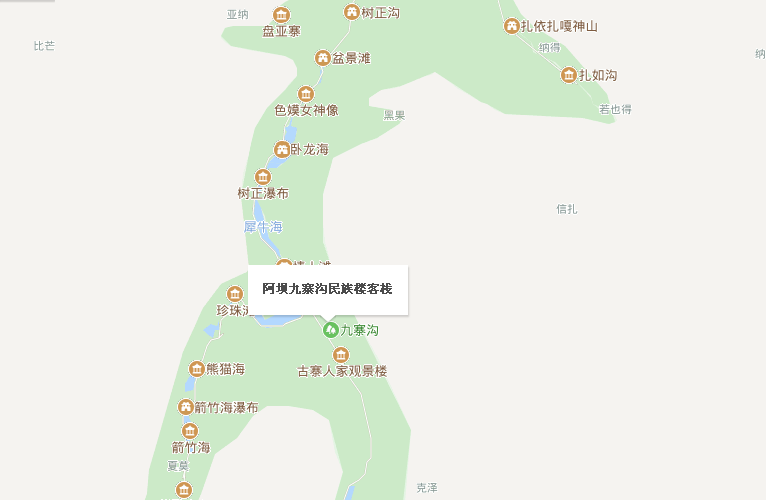 亚纳
树正沟
盘亚寨
扎依扎嘎神山
比芒
纳得
纳
盆景滩
扎如沟
色嫫女神像
若也得
黑果
卧龙海
树正瀑布
信扎
犀牛海
阿坝九寨沟民族楼客栈
珍珠
九寨沟
古寨人家观景楼
熊猫海
箭竹海瀑布
箭竹海
夏莫
克泽